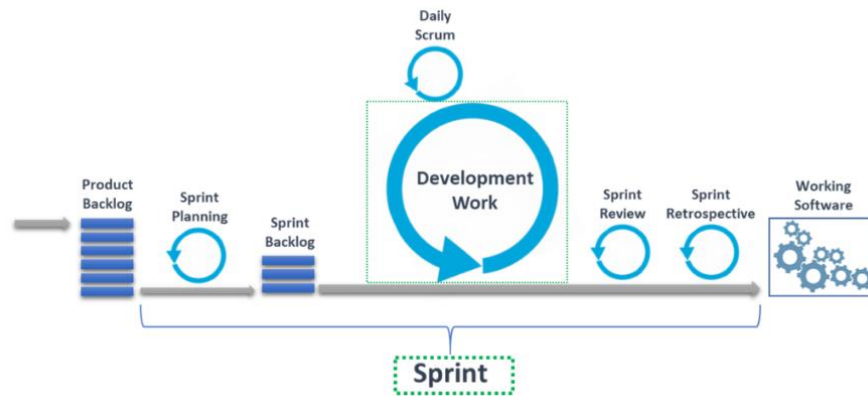 Daily
Scrum
Development
Work
Product
Backlog
Sprint
Planning
Sprint
Backlog
Sprint
Review
Sprint
Retrospective
Working
Software
Sprint